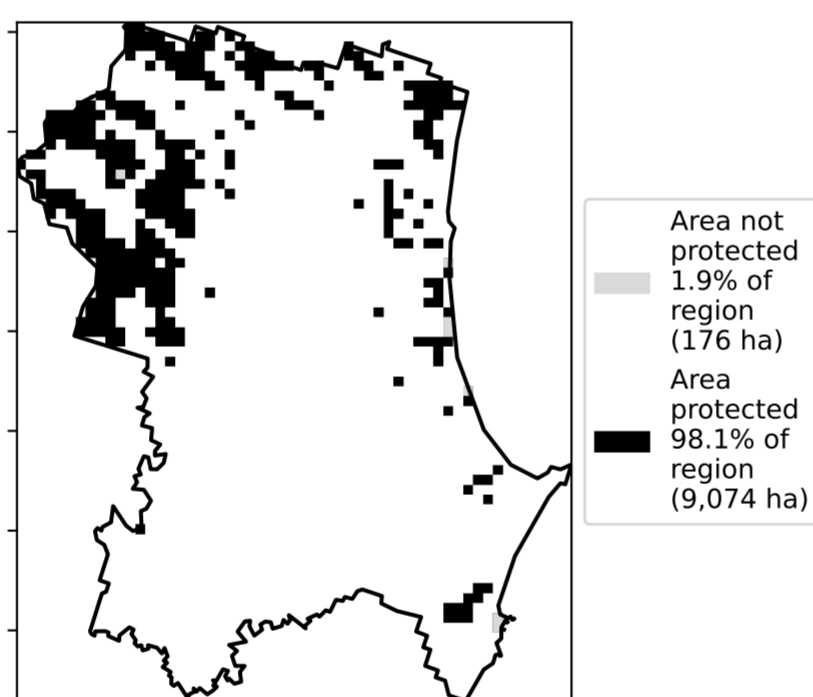 Area not
protected
1.9% of
region
(176 ha)
Area
protected
98.1% of
region
(9,074 ha)